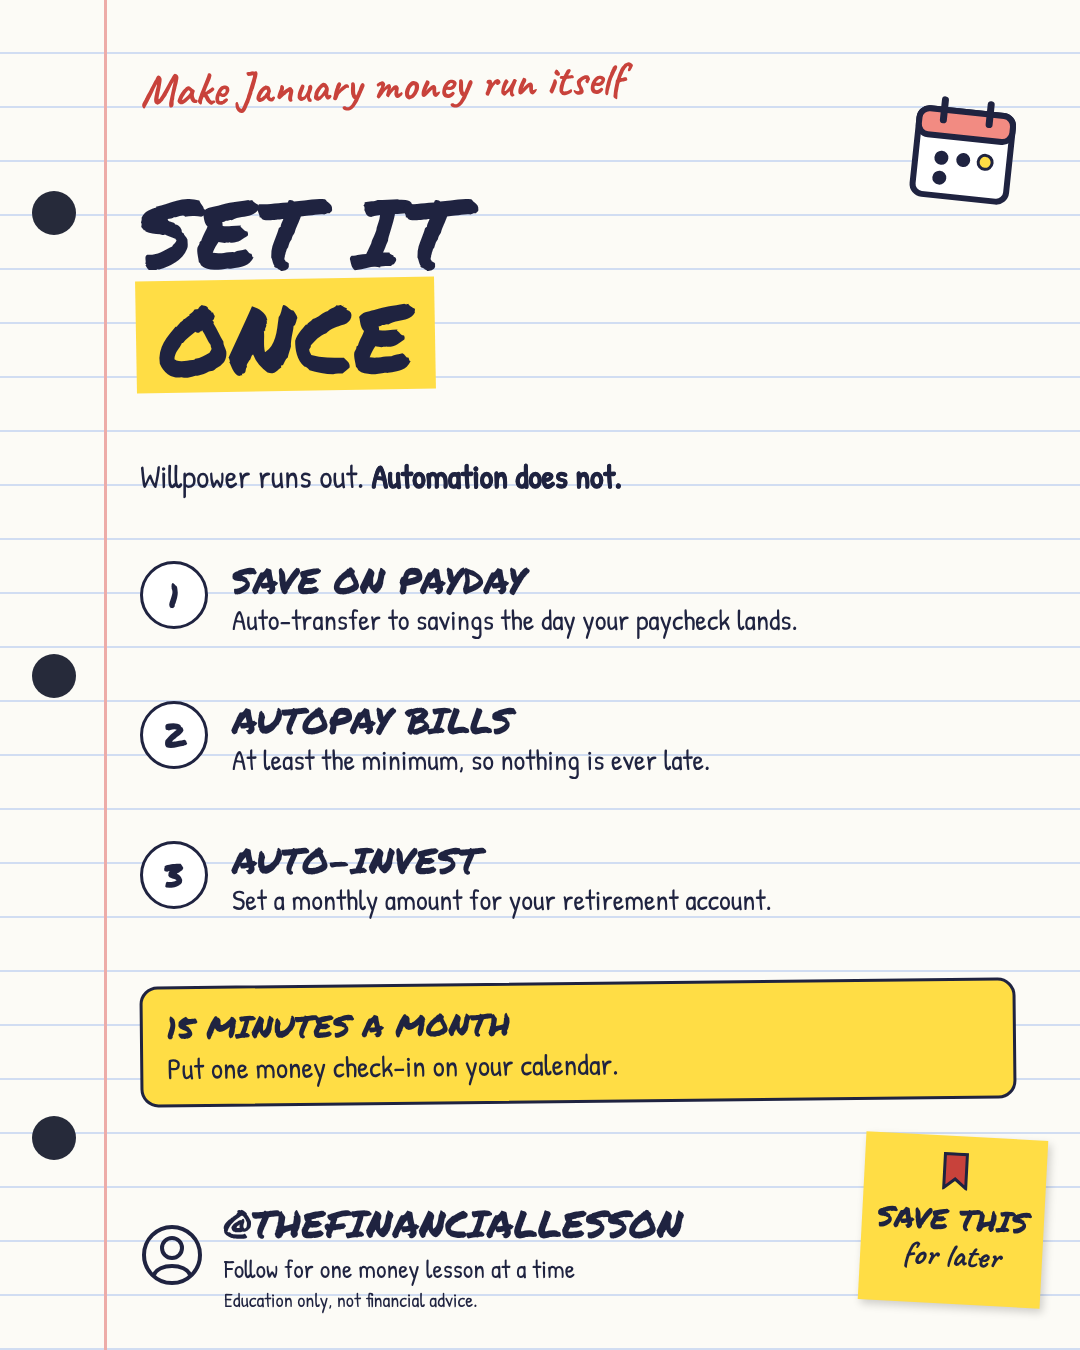 Make January money run itself
SET IT
ONCE
Willpower runs out. Automation does not.
1
SAVE ON PAYDAY
Auto-transfer to savings the day your paycheck lands.
2
AUTOPAY BILLS
At least the minimum, so nothing is ever late.
3
AUTO-INVEST
Set a monthly amount for your retirement account.
15 MINUTES A MONTH
Put one money check-in on your calendar.
@THEFINANCIALLESSON
Follow for one money lesson at a time
Education only, not financial advice.
SAVE THIS
for later